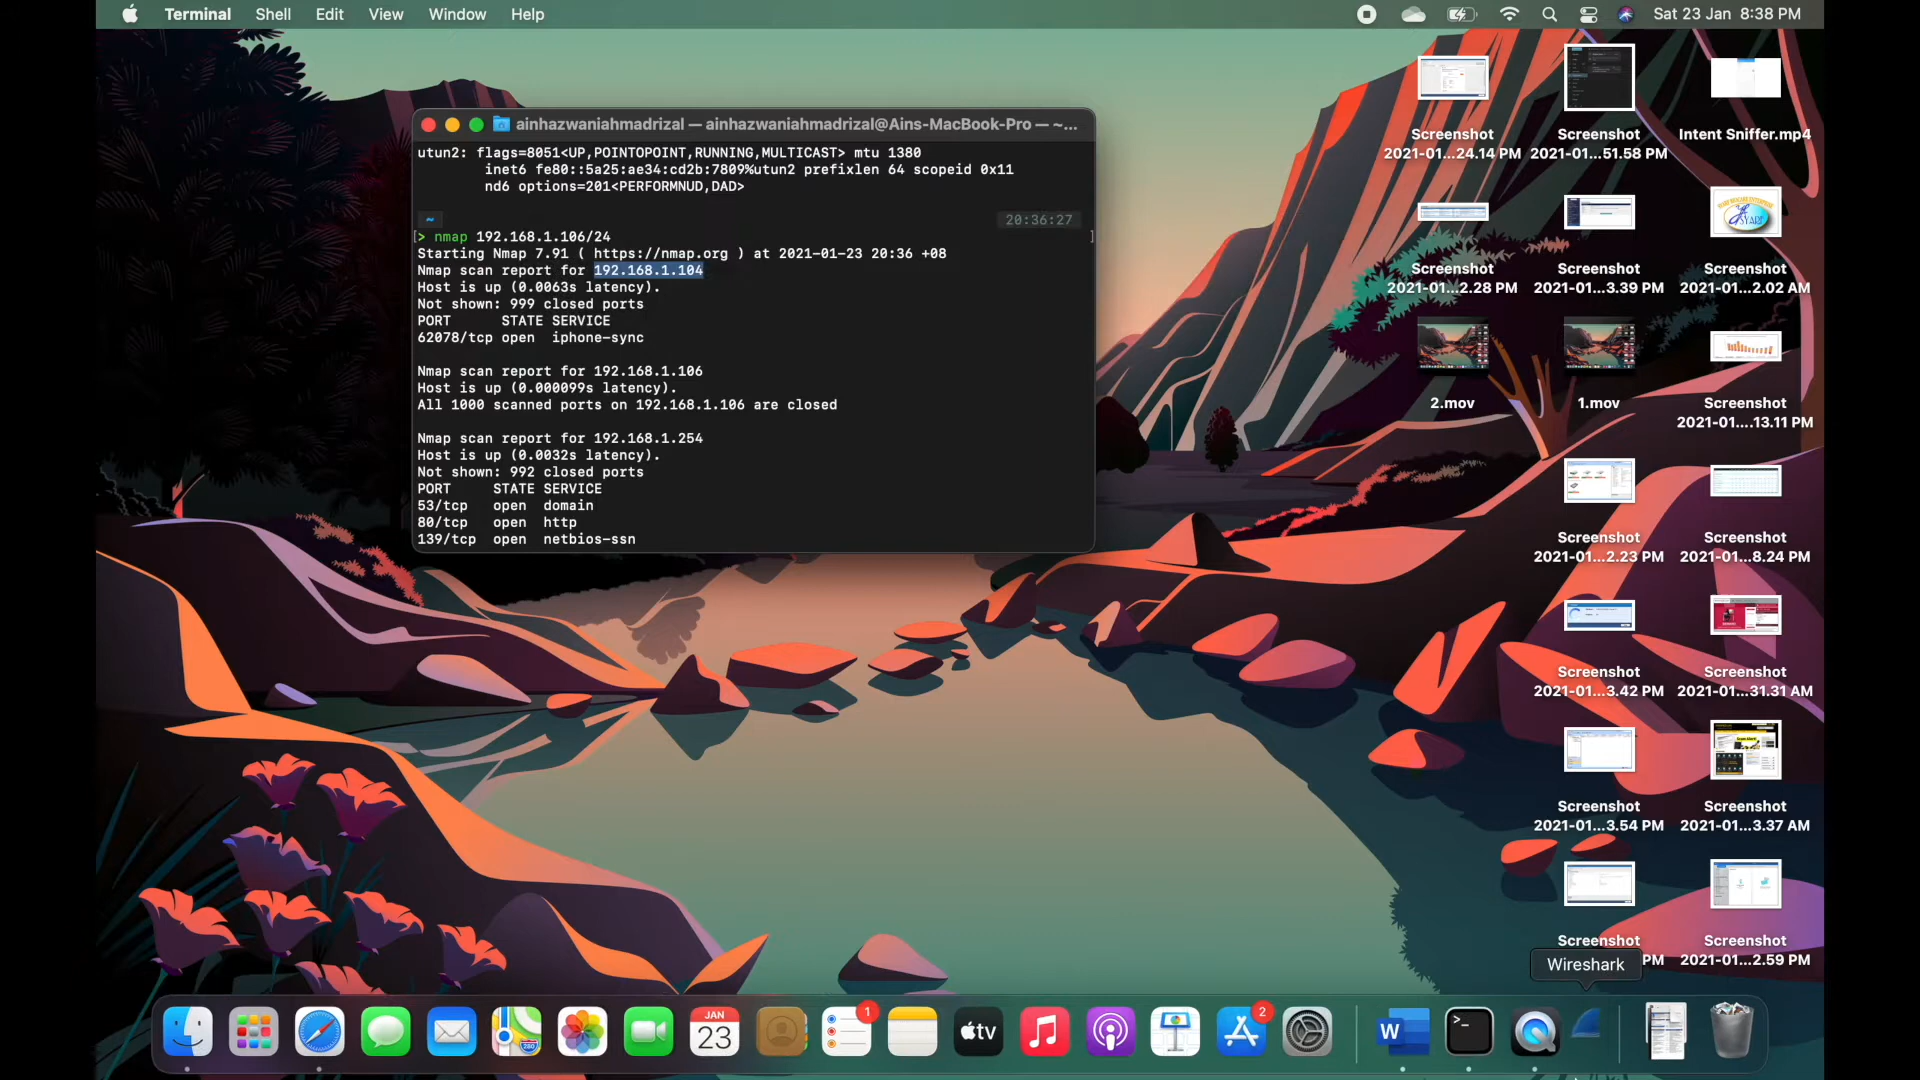 Terminal Shell Edit View Window Help
Sat 23 Jan 8:38 PM
ainhazwaniahmadrizal — ainhazwaniahmadrizal@Ains-MacBook-Pro — ~...
utun2: flags=8051<UP,POINTOPOINT,RUNNING,MULTICAST> mtu 1380
inet6 fe80::5a25:ae34:cd2b:7809%utun2 prefixlen 64 scopeid 0x11
nd6 options=201<PERFORMNUD,DAD>
~ 20:36:27
[> nmap 192.168.1.106/24 ]
Starting Nmap 7.91 ( https://nmap.org ) at 2021-01-23 20:36 +08
Nmap scan report for 192.168.1.104
Host is up (0.0063s latency).
Not shown: 999 closed ports
PORT STATE SERVICE
62078/tcp open iphone-sync
Nmap scan report for 192.168.1.106
Host is up (0.000099s latency).
All 1000 scanned ports on 192.168.1.106 are closed
Nmap scan report for 192.168.1.254
Host is up (0.0032s latency).
Not shown: 992 closed ports
PORT STATE SERVICE
53/tcp open domain
80/tcp open http
139/tcp open netbios-ssn
Screenshot Screenshot Intent Sniffer.mp4
2021-01...24.14 PM 2021-01...51.58 PM
Screenshot Screenshot Screenshot
2021-01...2.28 PM 2021-01...3.39 PM 2021-01...2.02 AM
2.mov 1.mov Screenshot
2021-01....13.11 PM
Screenshot Screenshot
2021-01...2.23 PM 2021-01...8.24 PM
Screenshot Screenshot
2021-01...3.42 PM 2021-01...31.31 AM
Screenshot Screenshot
2021-01...3.54 PM 2021-01...3.37 AM
Screenshot Screenshot
PM 2021-01...2.59 PM
Wireshark
JAN
23
1
tv
2
W
>_
280